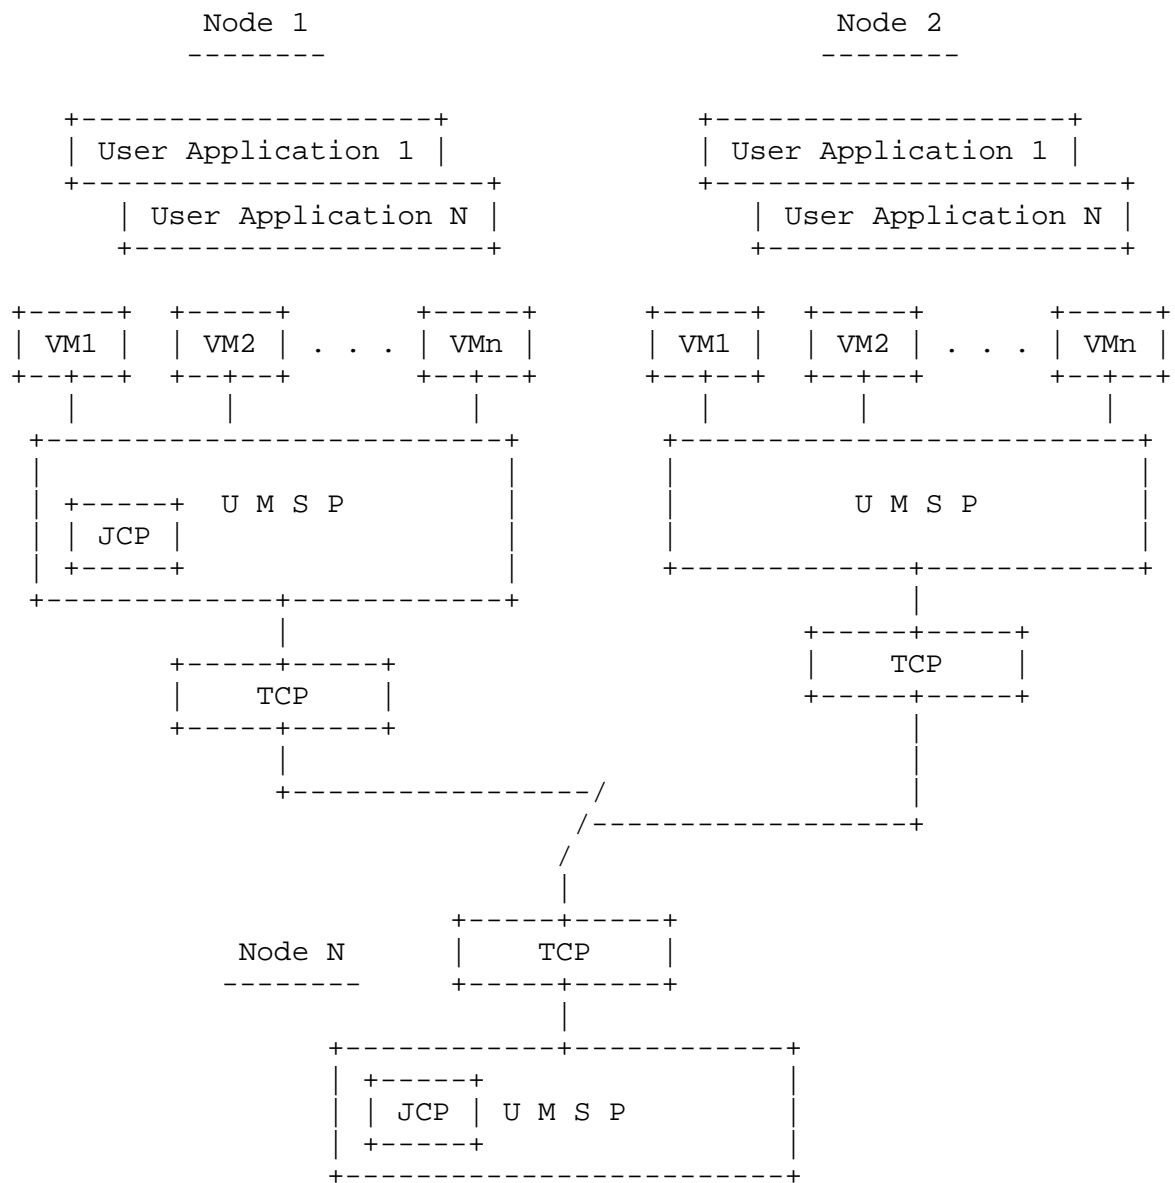 Node 1 Node 2
User Application 1 User Application 1
User Application N User Application N
VM1 VM2 . . . VMn VM1 VM2 . . . VMn
U M S P U M S P
JCP
TCP
TCP
Node N TCP
JCP U M S P